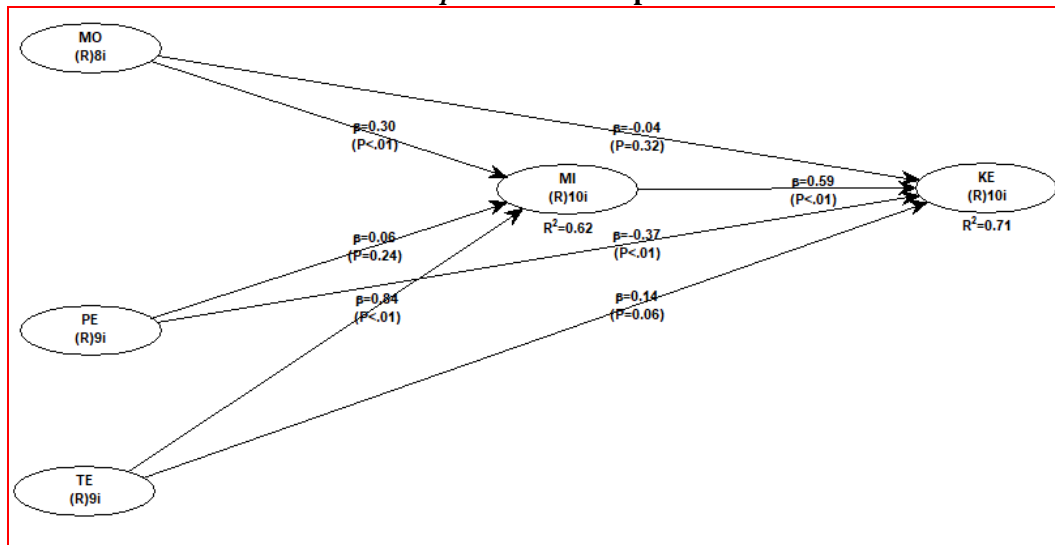 MO
(R)8i
β=0.30
(P<.01)
β=-0.04
(P=0.32)
MI
(R)10i
R²=0.62
β=0.59
(P<.01)
KE
(R)10i
R²=0.71
β=0.06
(P=0.24)
β=-0.37
(P<.01)
PE
(R)9i
β=0.84
(P<.01)
β=0.14
(P=0.06)
TE
(R)9i